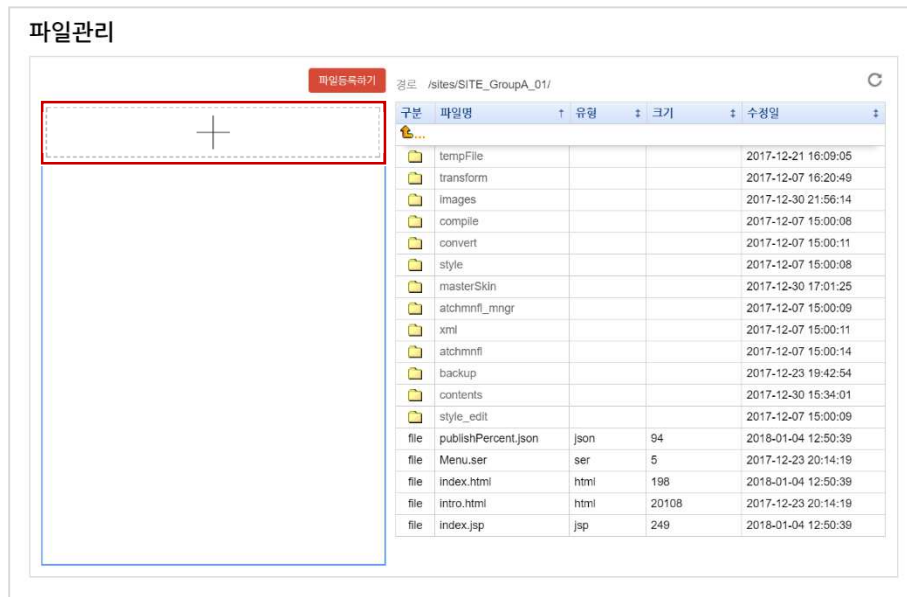 파일관리
파일등록하기
경로 /sites/SITE_GroupA_01/
구분 파일명 ↑ 유형 ↕ 크기 ↕ 수정일 ↕
...
tempFile 2017-12-21 16:09:05
transform 2017-12-07 16:20:49
images 2017-12-30 21:56:14
compile 2017-12-07 15:00:08
convert 2017-12-07 15:00:11
style 2017-12-07 15:00:08
masterSkin 2017-12-30 17:01:25
atchmnfl_mngr 2017-12-07 15:00:09
xml 2017-12-07 15:00:11
atchmnfl 2017-12-07 15:00:14
backup 2017-12-23 19:42:54
contents 2017-12-30 15:34:01
style_edit 2017-12-07 15:00:09
file publishPercent.json json 94 2018-01-04 12:50:39
file Menu.ser ser 5 2017-12-23 20:14:19
file index.html html 198 2018-01-04 12:50:39
file intro.html html 20108 2017-12-23 20:14:19
file index.jsp jsp 249 2018-01-04 12:50:39